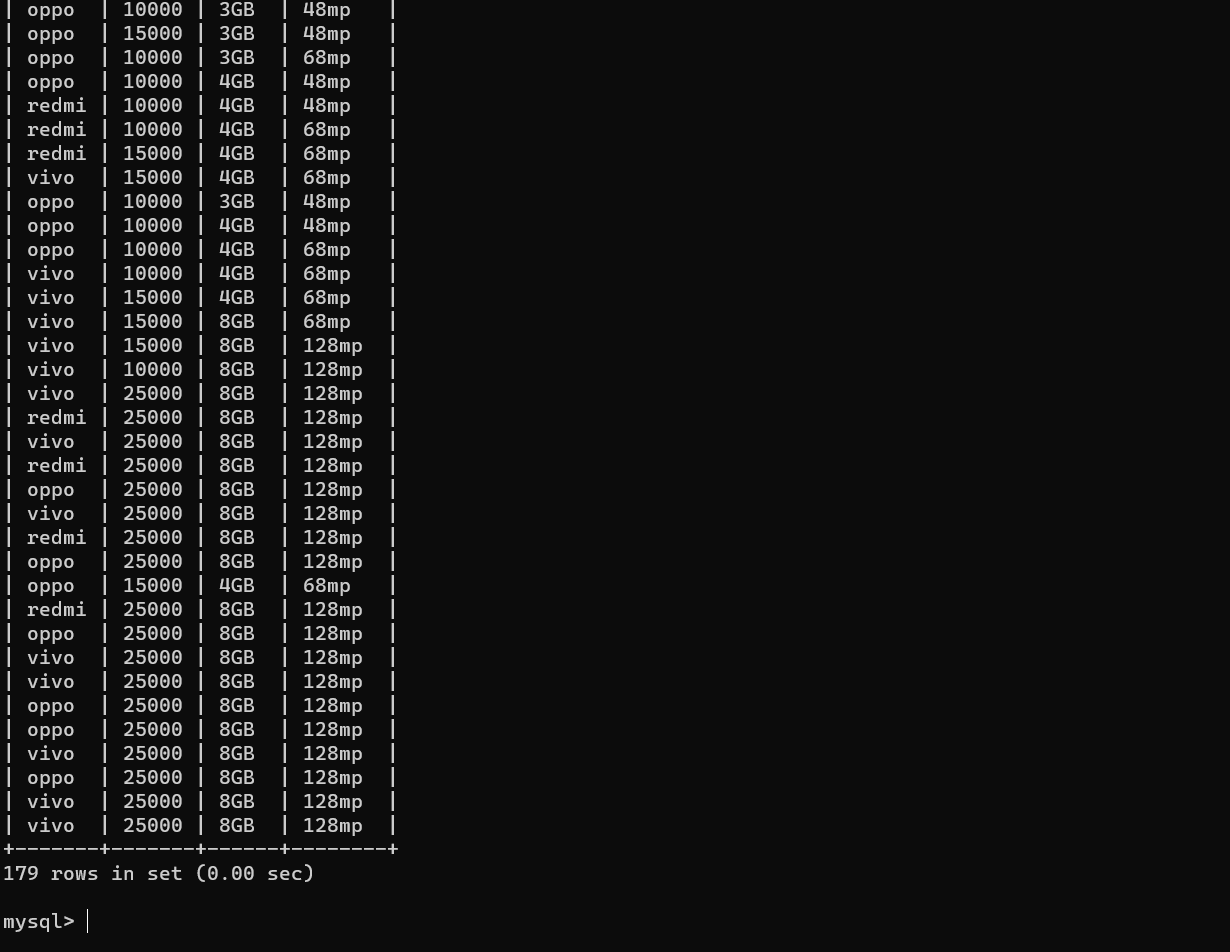 | oppo  | 10000 | 3GB  | 48mp   |
| oppo  | 15000 | 3GB  | 48mp   |
| oppo  | 10000 | 3GB  | 68mp   |
| oppo  | 10000 | 4GB  | 48mp   |
| redmi | 10000 | 4GB  | 48mp   |
| redmi | 10000 | 4GB  | 68mp   |
| redmi | 15000 | 4GB  | 68mp   |
| vivo  | 15000 | 4GB  | 68mp   |
| oppo  | 10000 | 3GB  | 48mp   |
| oppo  | 10000 | 4GB  | 48mp   |
| oppo  | 10000 | 4GB  | 68mp   |
| vivo  | 10000 | 4GB  | 68mp   |
| vivo  | 15000 | 4GB  | 68mp   |
| vivo  | 15000 | 8GB  | 68mp   |
| vivo  | 15000 | 8GB  | 128mp  |
| vivo  | 10000 | 8GB  | 128mp  |
| vivo  | 25000 | 8GB  | 128mp  |
| redmi | 25000 | 8GB  | 128mp  |
| vivo  | 25000 | 8GB  | 128mp  |
| redmi | 25000 | 8GB  | 128mp  |
| oppo  | 25000 | 8GB  | 128mp  |
| vivo  | 25000 | 8GB  | 128mp  |
| redmi | 25000 | 8GB  | 128mp  |
| oppo  | 25000 | 8GB  | 128mp  |
| oppo  | 15000 | 4GB  | 68mp   |
| redmi | 25000 | 8GB  | 128mp  |
| oppo  | 25000 | 8GB  | 128mp  |
| vivo  | 25000 | 8GB  | 128mp  |
| vivo  | 25000 | 8GB  | 128mp  |
| oppo  | 25000 | 8GB  | 128mp  |
| oppo  | 25000 | 8GB  | 128mp  |
| vivo  | 25000 | 8GB  | 128mp  |
| oppo  | 25000 | 8GB  | 128mp  |
| vivo  | 25000 | 8GB  | 128mp  |
| vivo  | 25000 | 8GB  | 128mp  |
+-------+-------+------+--------+
179 rows in set (0.00 sec)
mysql>